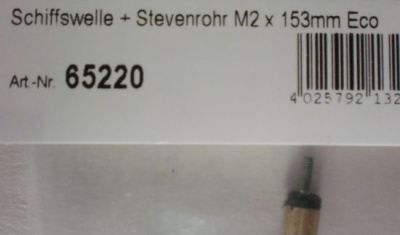 Schiffswelle + Stevenrohr M2 x 153mm Eco
Art.-Nr. 65220
4 025792 132